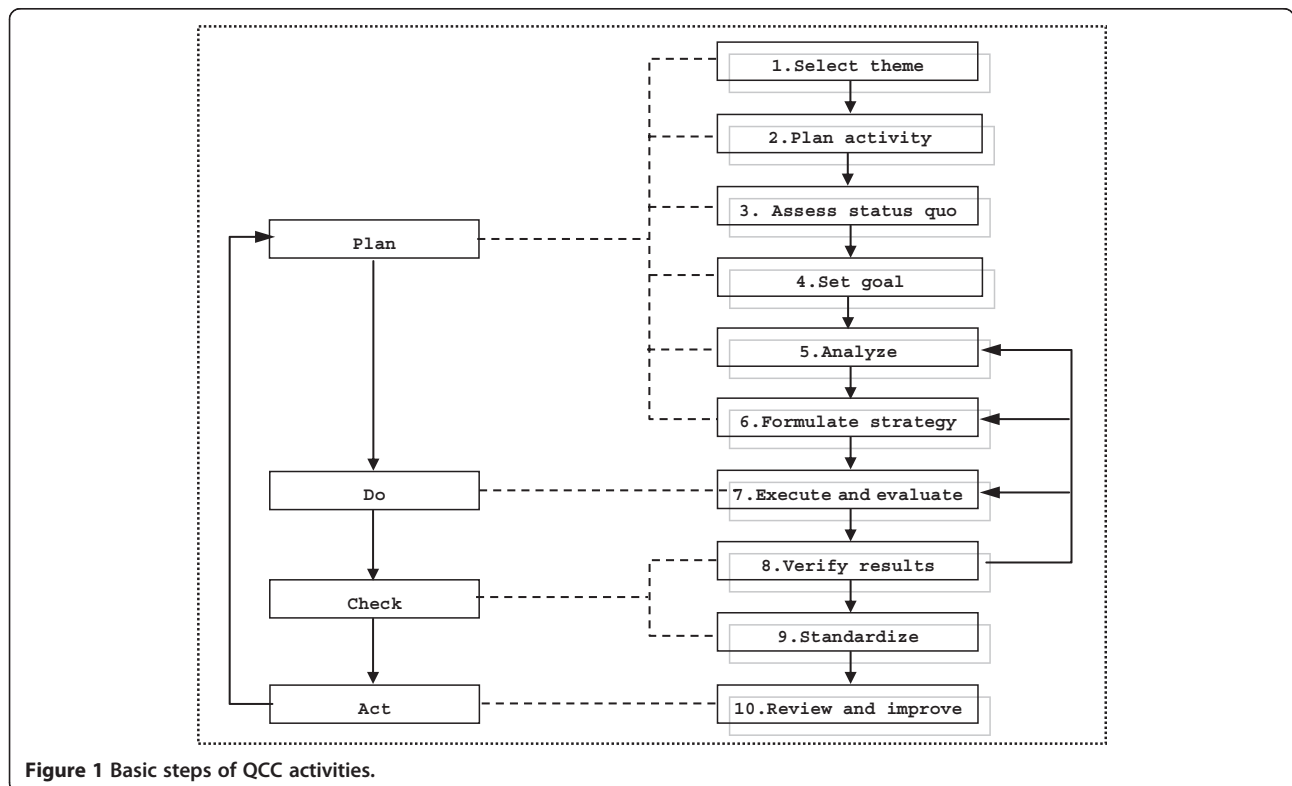 1.Select theme
2.Plan activity
3. Assess status quo
Plan
4.Set goal
5.Analyze
6.Formulate strategy
Do
7.Execute and evaluate
8.Verify results
Check
9.Standardize
Act
10.Review and improve
Figure 1 Basic steps of QCC activities.